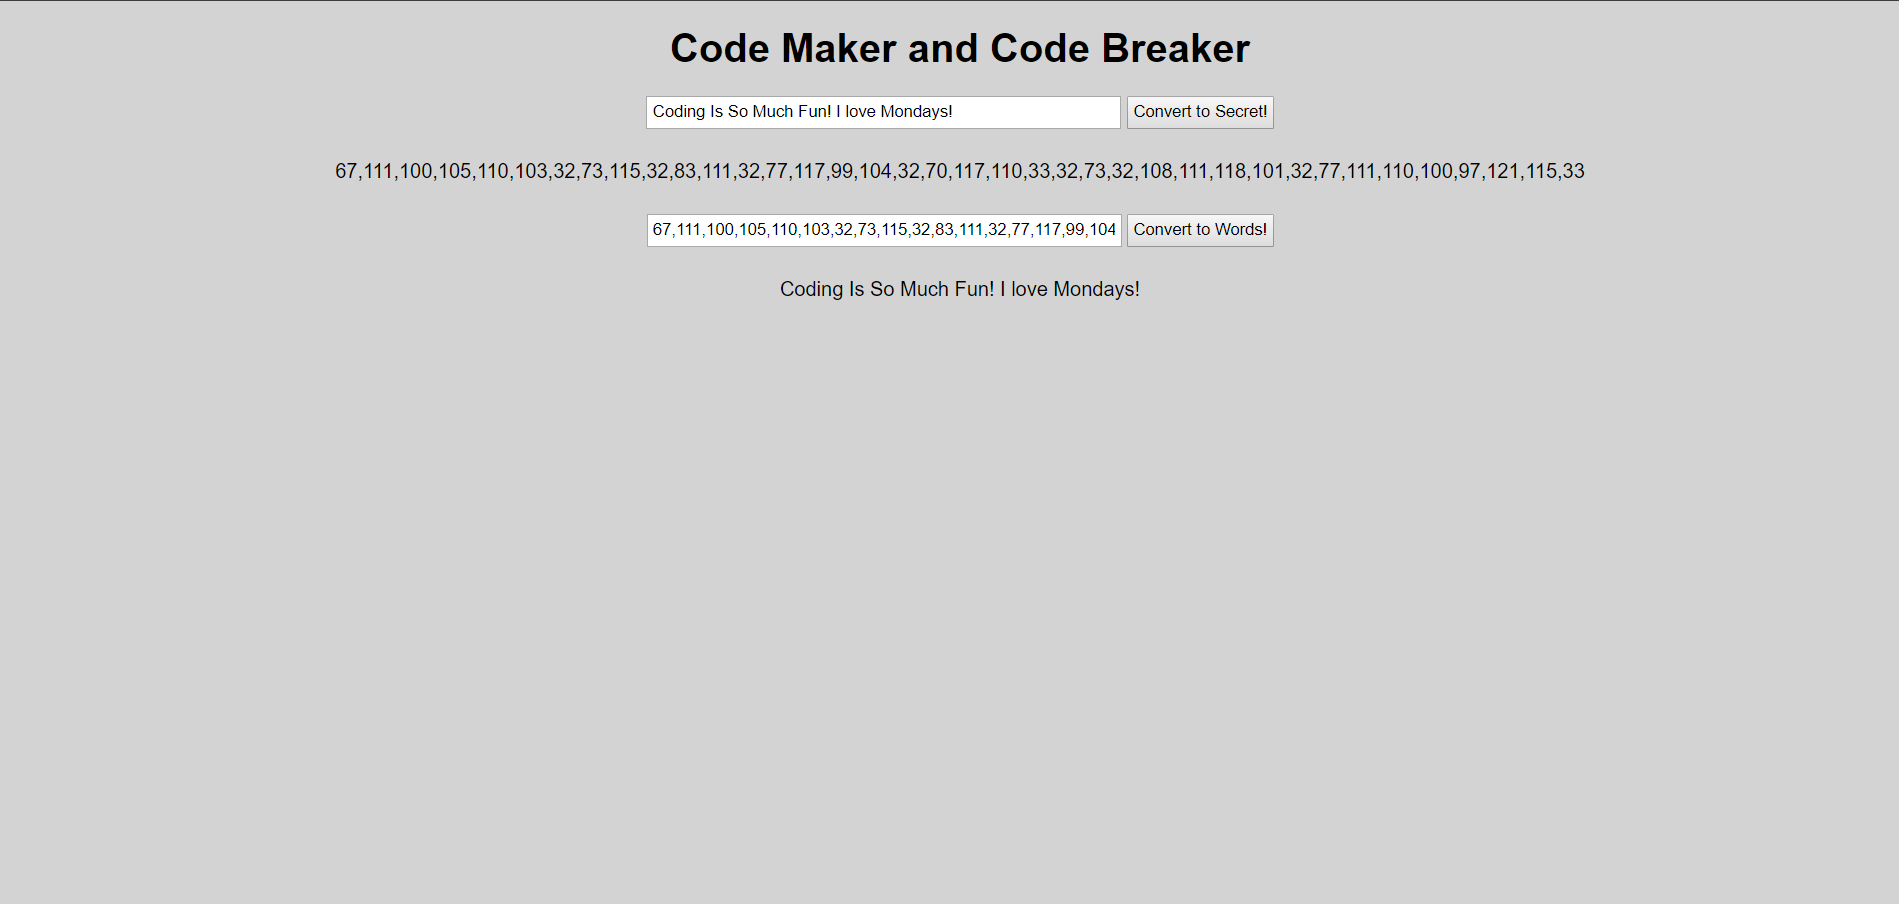 Code Maker and Code Breaker
Coding Is So Much Fun! I love Mondays! Convert to Secret!
67,111,100,105,110,103,32,73,115,32,83,111,32,77,117,99,104,32,70,117,110,33,32,73,32,108,111,118,101,32,77,111,110,100,97,121,115,33
67,111,100,105,110,103,32,73,115,32,83,111,32,77,117,99,104 Convert to Words!
Coding Is So Much Fun! I love Mondays!